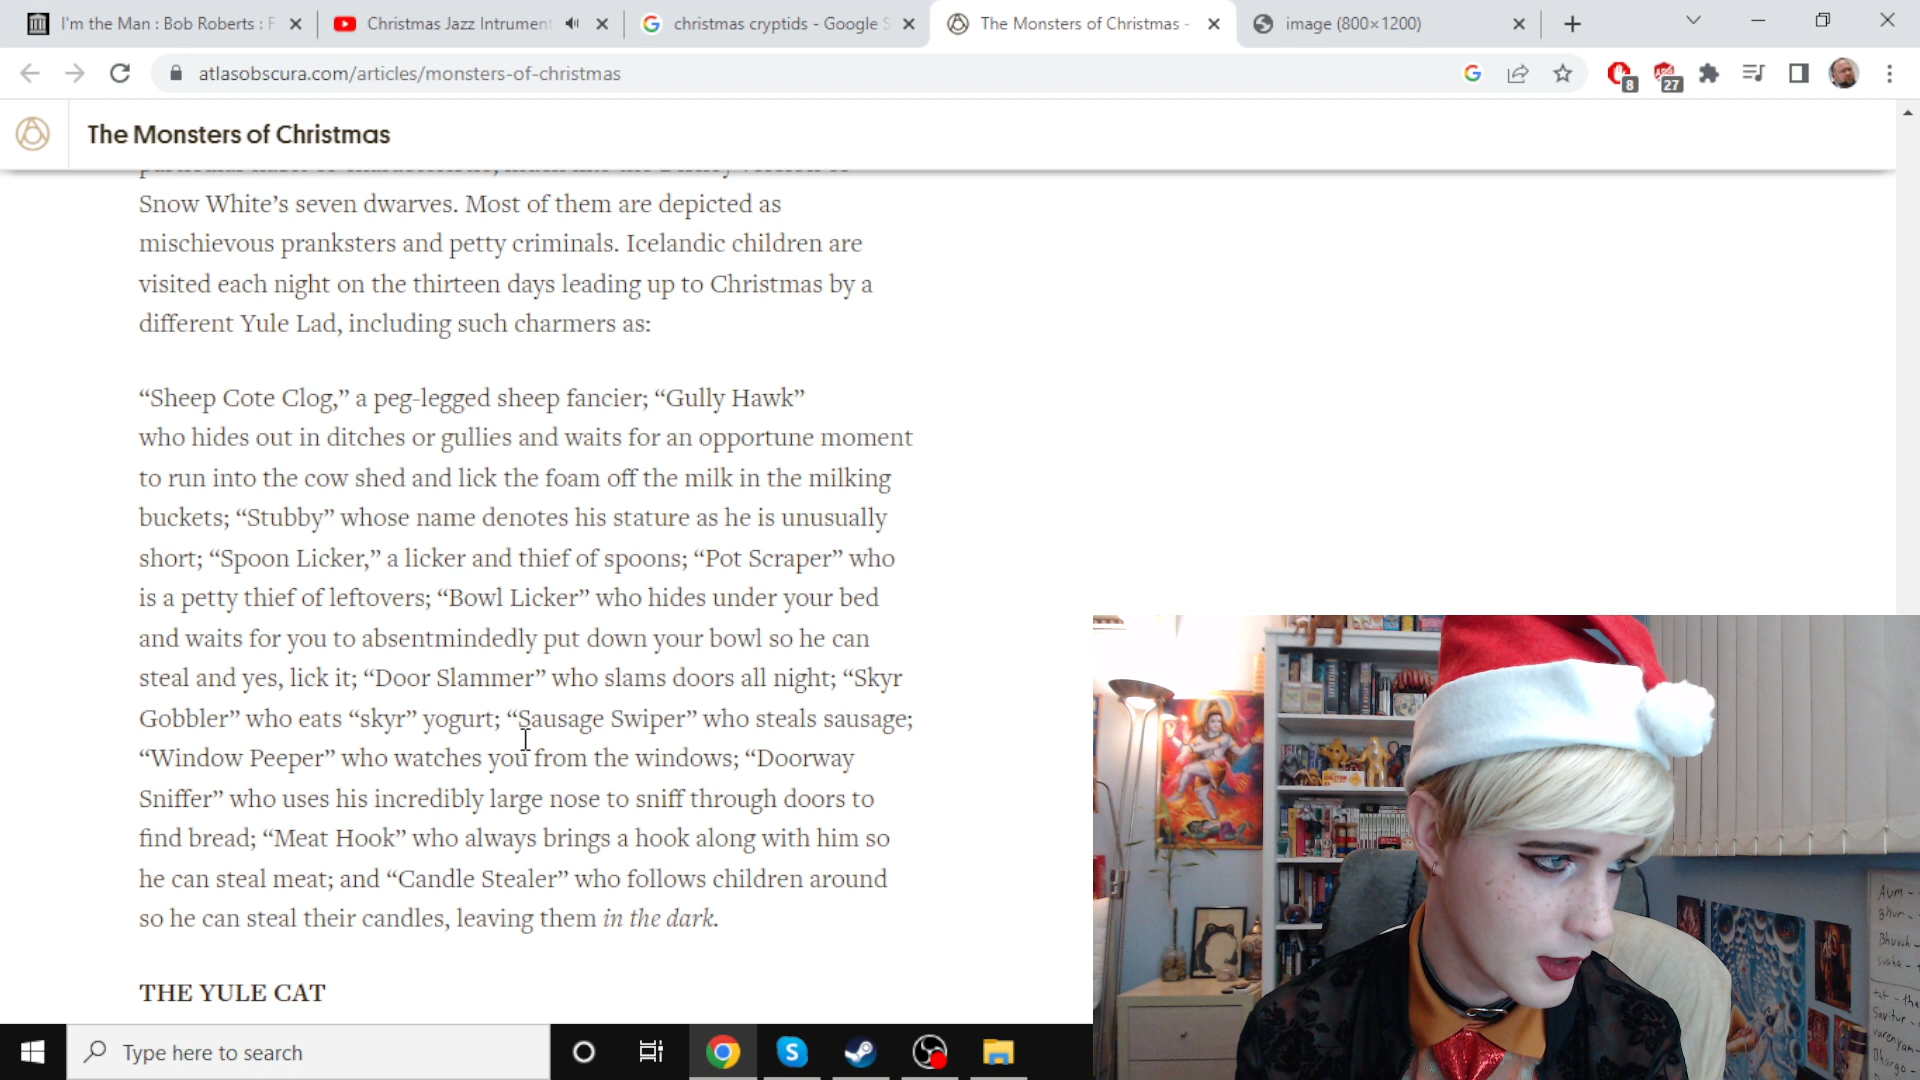 I'm the Man : Bob Roberts : F
Christmas Jazz Intrument
christmas cryptids - Google S
The Monsters of Christmas -
image (800×1200)
atlasobscura.com/articles/monsters-of-christmas
8
27
The Monsters of Christmas
Snow White’s seven dwarves. Most of them are depicted as
mischievous pranksters and petty criminals. Icelandic children are
visited each night on the thirteen days leading up to Christmas by a
different Yule Lad, including such charmers as:
“Sheep Cote Clog,” a peg-legged sheep fancier; “Gully Hawk”
who hides out in ditches or gullies and waits for an opportune moment
to run into the cow shed and lick the foam off the milk in the milking
buckets; “Stubby” whose name denotes his stature as he is unusually
short; “Spoon Licker,” a licker and thief of spoons; “Pot Scraper” who
is a petty thief of leftovers; “Bowl Licker” who hides under your bed
and waits for you to absentmindedly put down your bowl so he can
steal and yes, lick it; “Door Slammer” who slams doors all night; “Skyr
Gobbler” who eats “skyr” yogurt; “Sausage Swiper” who steals sausage;
“Window Peeper” who watches you from the windows; “Doorway
Sniffer” who uses his incredibly large nose to sniff through doors to
find bread; “Meat Hook” who always brings a hook along with him so
he can steal meat; and “Candle Stealer” who follows children around
so he can steal their candles, leaving them in the dark.
THE YULE CAT
Type here to search
Aum -
Bhur -
Bhuvah -
svaha -
tat - tha
Savitur -
varenyam -
Bhargo -